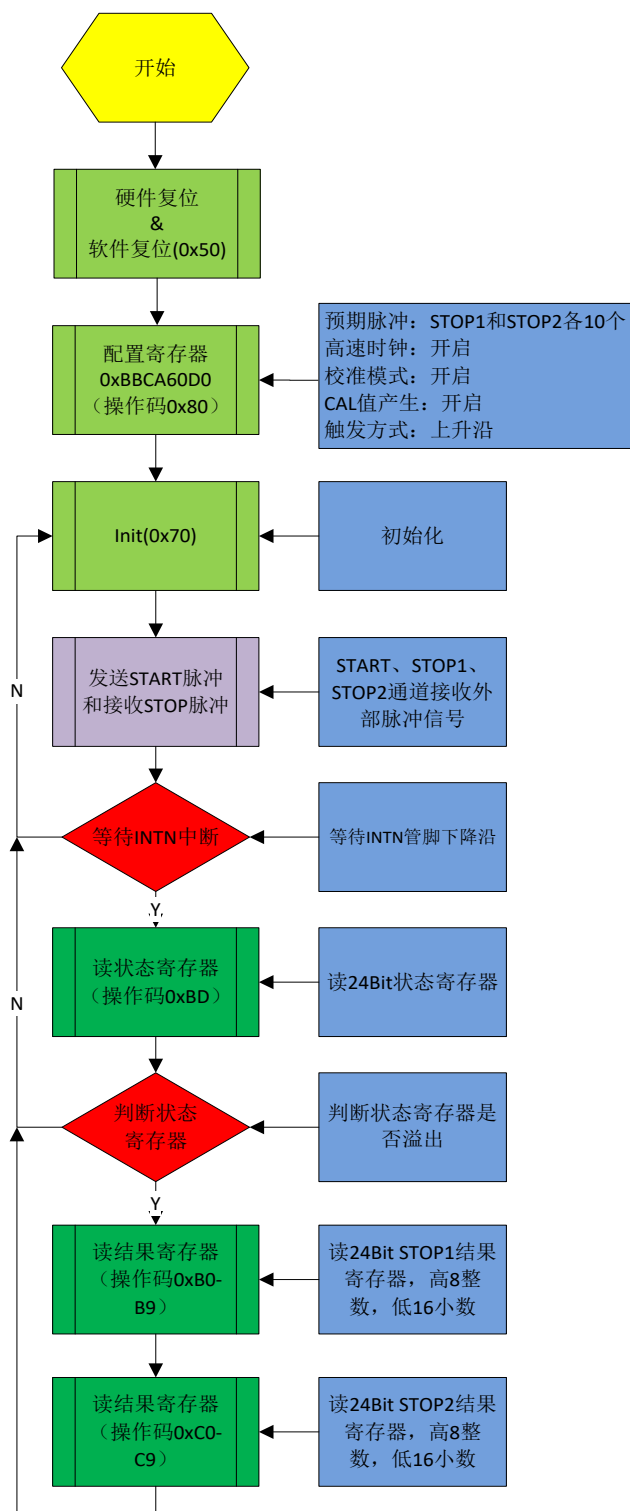 开始
硬件复位
&
软件复位(0x50)
配置寄存器
0xBBCA60D0
（操作码0x80）
预期脉冲：STOP1和STOP2各10个
高速时钟：开启
校准模式：开启
CAL值产生：开启
触发方式：上升沿
Init(0x70)
初始化
N
发送START脉冲
和接收STOP脉冲
START、STOP1、
STOP2通道接收外
部脉冲信号
等待INTN中断
等待INTN管脚下降沿
Y
读状态寄存器
（操作码0xBD）
读24Bit状态寄存器
N
判断状态
寄存器
判断状态寄存器是
否溢出
Y
读结果寄存器
（操作码0xB0-
B9）
读24Bit STOP1结果
寄存器，高8整
数，低16小数
读结果寄存器
（操作码0xC0-
C9）
读24Bit STOP2结果
寄存器，高8整
数，低16小数